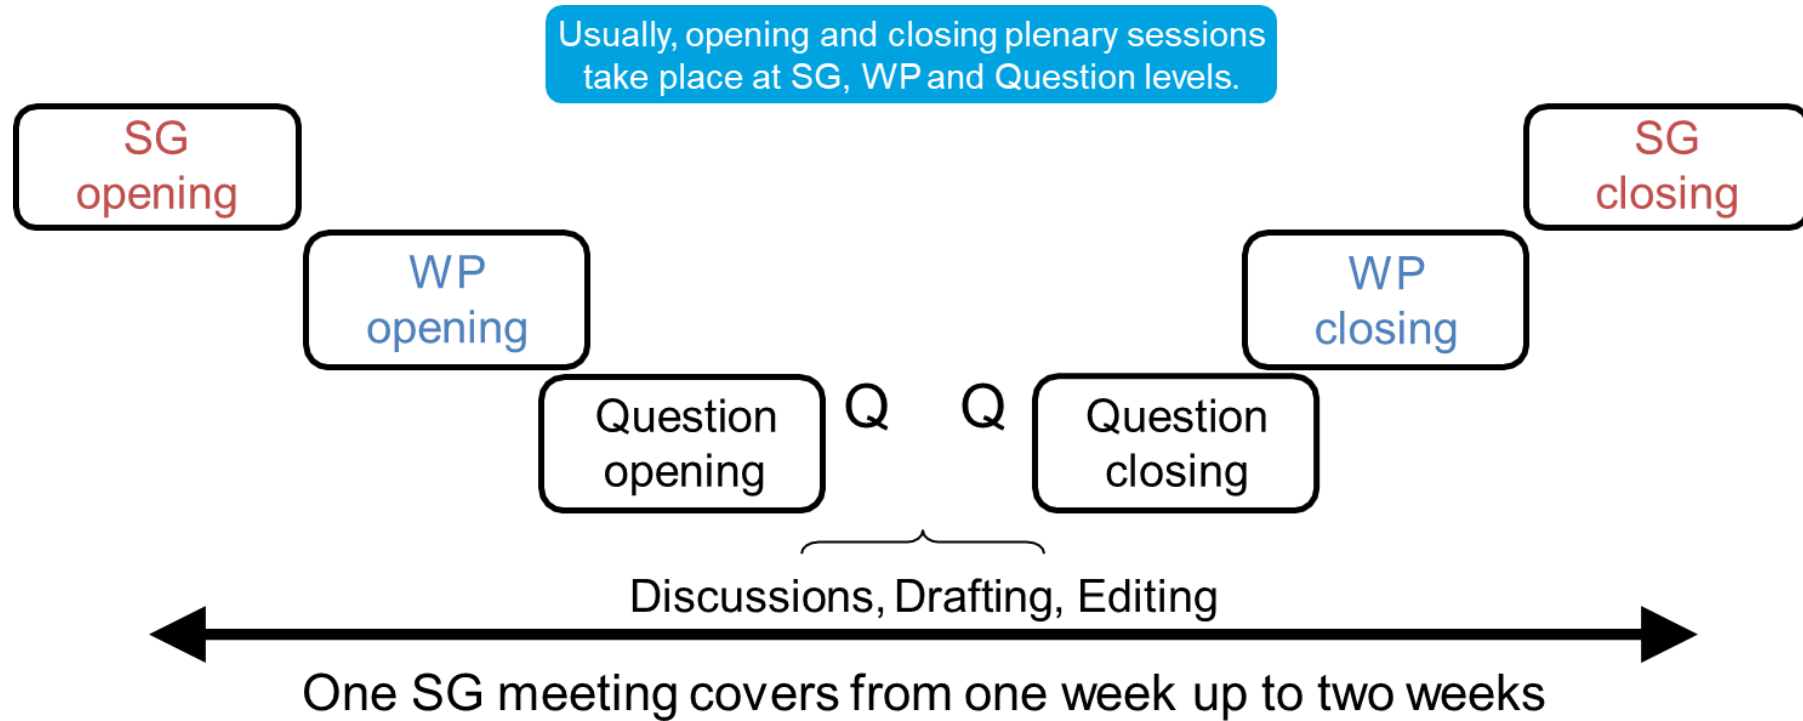 Usually, opening and closing plenary sessions
take place at SG, WP and Question levels.
SG
opening
SG
closing
WP
opening
WP
closing
Question
opening
Q
Q
Question
closing
Discussions, Drafting, Editing
One SG meeting covers from one week up to two weeks